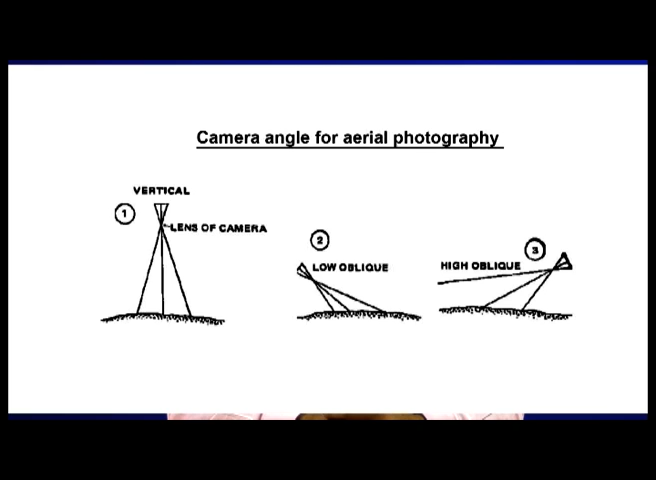 Camera angle for aerial photography
VERTICAL
1
LENS OF CAMERA
2
LOW OBLIQUE
3
HIGH OBLIQUE